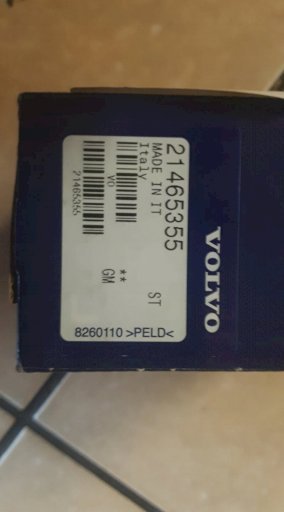 VOLVO
21465355
MADE IN IT
Italy
ST
VO
**
GM
21465355
8260110 >PELD<